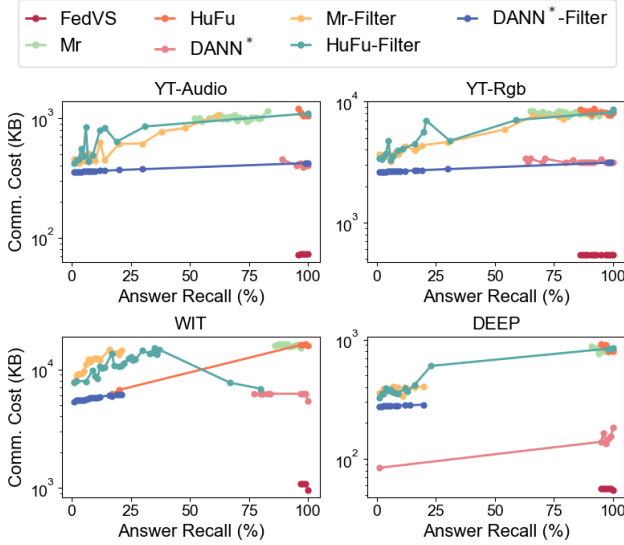 FedVS HuFu Mr-Filter DANN*-Filter
Mr DANN* HuFu-Filter
YT-Audio YT-Rgb
Comm. Cost (KB)
10³
10²
0 25 50 75 100
Answer Recall (%)
10⁴
10³
0 25 50 75 100
Answer Recall (%)
WIT DEEP
Comm. Cost (KB)
10⁴
10³
0 25 50 75 100
Answer Recall (%)
10³
10²
0 25 50 75 100
Answer Recall (%)